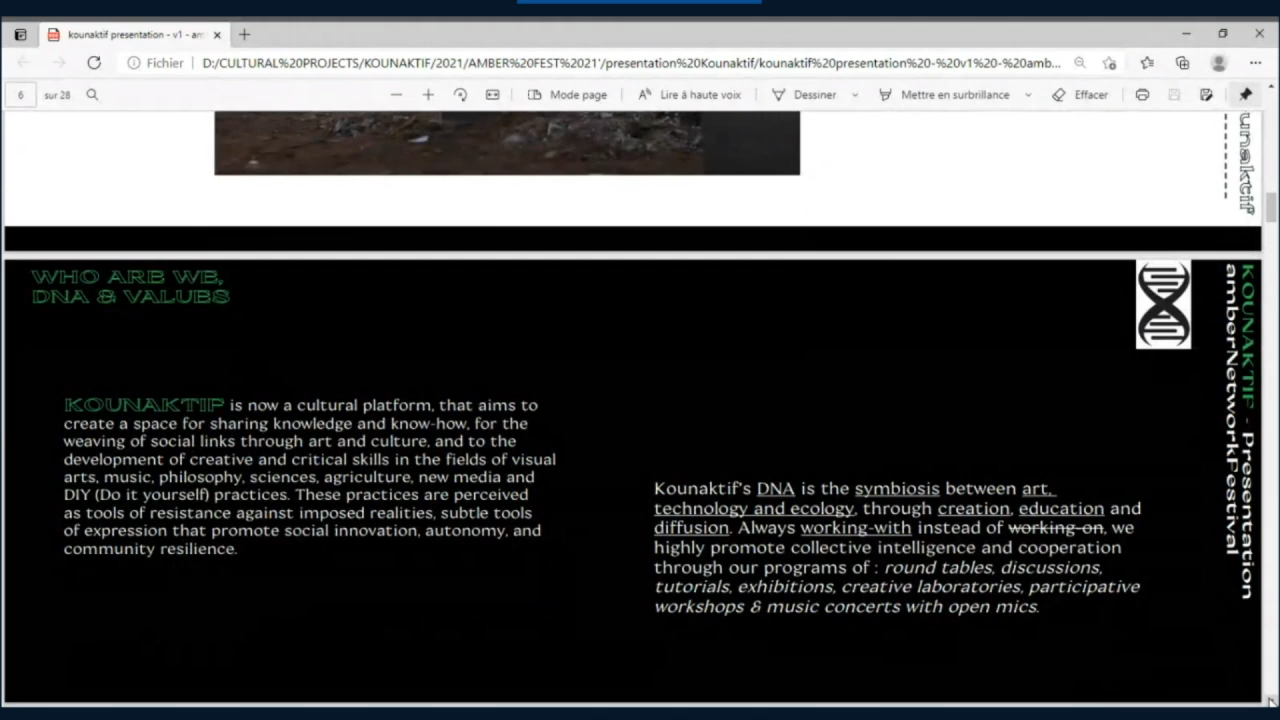 kounaktif presentation - v1 - am
Fichier
D:/CULTURAL%20PROJECTS/KOUNAKTIF/2021/AMBER%20FEST%2021'/presentation%20Kounaktif/kounaktif%20presentation%20-%20v1%20-%20amb...
6 sur 28
Mode page
Lire à haute voix
Dessiner
Mettre en surbrillance
Effacer
unaktif
WHO ARE WE,
DNA & VALUES
KOUNAKTIF - Presentation
amberNetworkFestival
KOUNAKTIF is now a cultural platform, that aims to
create a space for sharing knowledge and know-how, for the
weaving of social links through art and culture, and to the
development of creative and critical skills in the fields of visual
arts, music, philosophy, sciences, agriculture, new media and
DIY (Do it yourself) practices. These practices are perceived
as tools of resistance against imposed realities, subtle tools
of expression that promote social innovation, autonomy, and
community resilience.
Kounaktif's DNA is the symbiosis between art,
technology and ecology, through creation, education and
diffusion. Always working-with instead of working-on, we
highly promote collective intelligence and cooperation
through our programs of : round tables, discussions,
tutorials, exhibitions, creative laboratories, participative
workshops & music concerts with open mics.